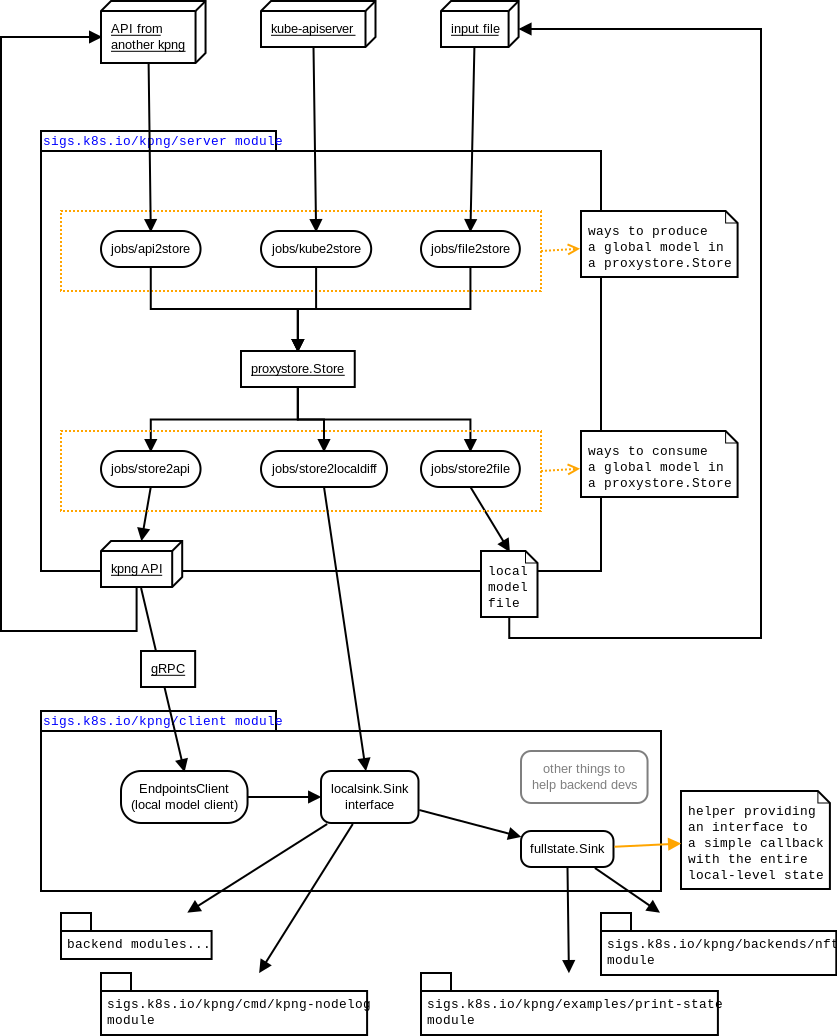 API from
another kpng
kube-apiserver
input file
sigs.k8s.io/kpng/server module
jobs/api2store
jobs/kube2store
jobs/file2store
ways to produce
a global model in
a proxystore.Store
proxystore.Store
jobs/store2api
jobs/store2localdiff
jobs/store2file
ways to consume
a global model in
a proxystore.Store
kpng API
local
model
file
gRPC
sigs.k8s.io/kpng/client module
EndpointsClient
(local model client)
localsink.Sink
interface
other things to
help backend devs
fullstate.Sink
helper providing
an interface to
a simple callback
with the entire
local-level state
backend modules...
sigs.k8s.io/kpng/backends/nft
module
sigs.k8s.io/kpng/cmd/kpng-nodelog
module
sigs.k8s.io/kpng/examples/print-state
module